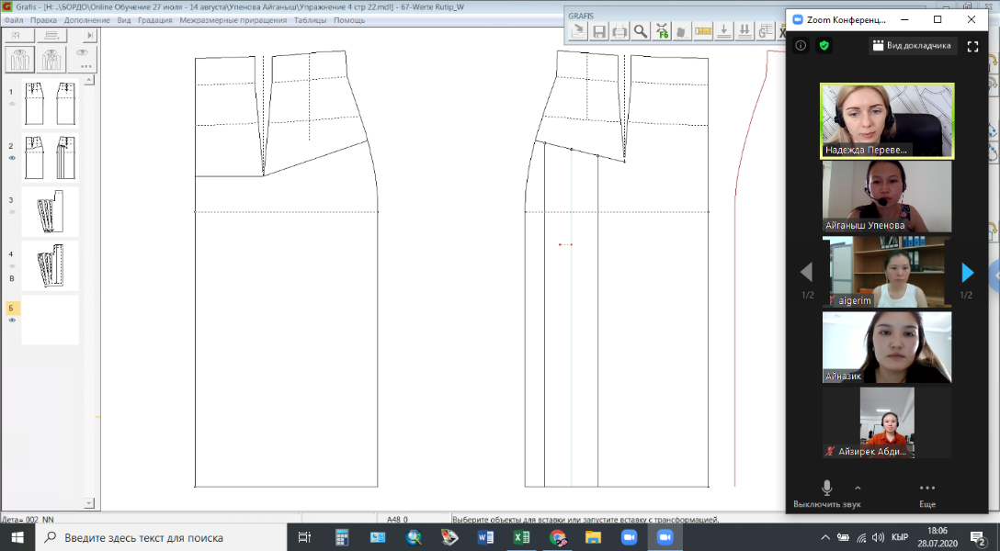 Grafis - [H: ..\БОРДО\Online Обучение 27 июля - 14 августа\Упенова Айганыш\Упражнение 4 стр 22.mdl] - 67-Werte Rutip_W
Файл Правка Дополнение Вид Градация Межразмерные приращения Таблицы Помощь
GRAFIS
F6
Zoom Конференц...
Вид докладчика
Надежда Переве...
Айганыш Упенова
aigerim
1/2
1/2
Айназик
Айзирек Абди...
Выключить звук
Еще
1
2
3
4
B
5
Дета= 002 NN
A48 0
Выберите объекты для вставки или запустите вставку с трансформацией.
Введите здесь текст для поиска
КЫР
18:06
28.07.2020
2